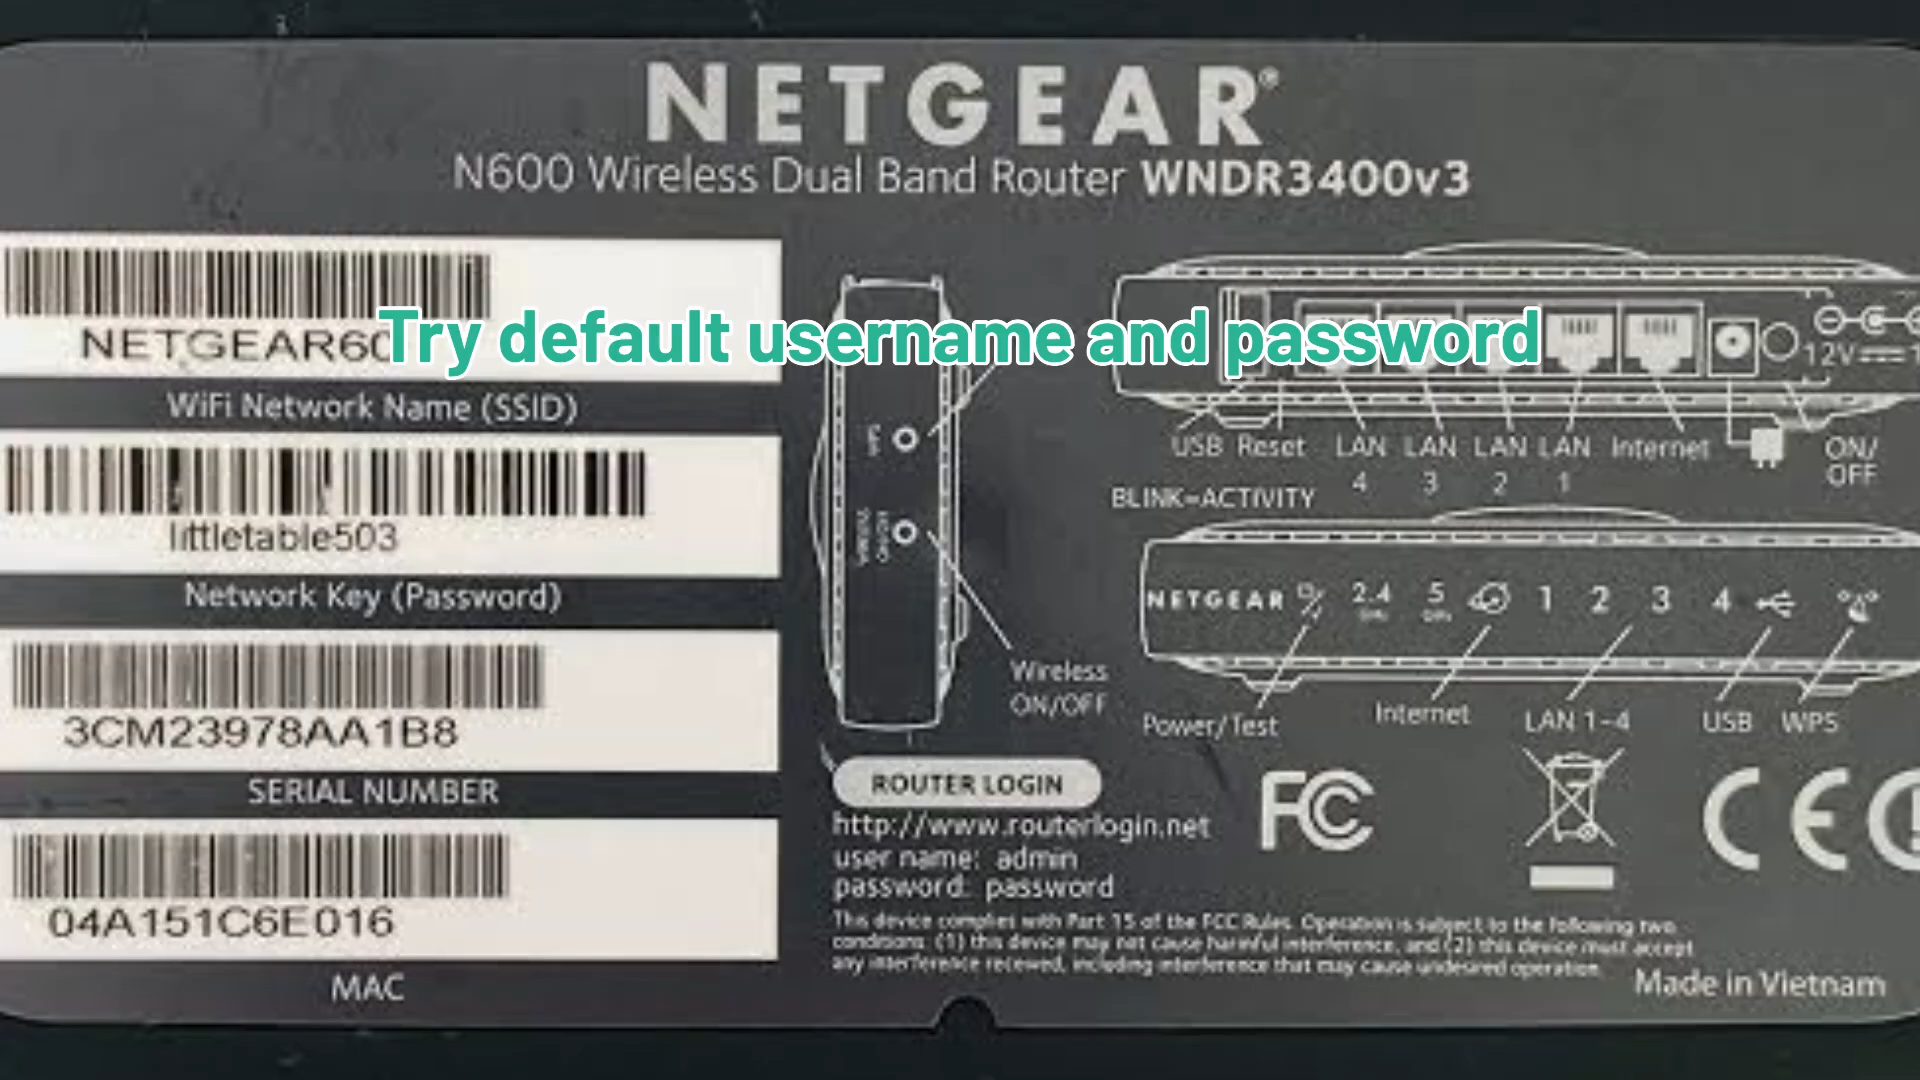 NETGEAR®
N600 Wireless Dual Band Router WNDR3400v3
Try default username and password
WiFi Network Name (SSID)
littletable503
Network Key (Password)
3CM23978AA1B8
SERIAL NUMBER
04A151C6E016
MAC
Wireless
ON/OFF
12V
USB Reset LAN LAN LAN LAN Internet ON/
4 3 2 1 OFF
BLINK=ACTIVITY
NETGEAR 2.4 5 1 2 3 4
Power/Test Internet LAN 1-4 USB WPS
ROUTER LOGIN
http://www.routerlogin.net
user name: admin
password: password
FC CE
This device complies with Part 15 of the FCC Rules. Operation is subject to the following two
conditions: (1) this device may not cause harmful interference, and (2) this device must accept
any interference received, including interference that may cause undesired operation.
Made in Vietnam